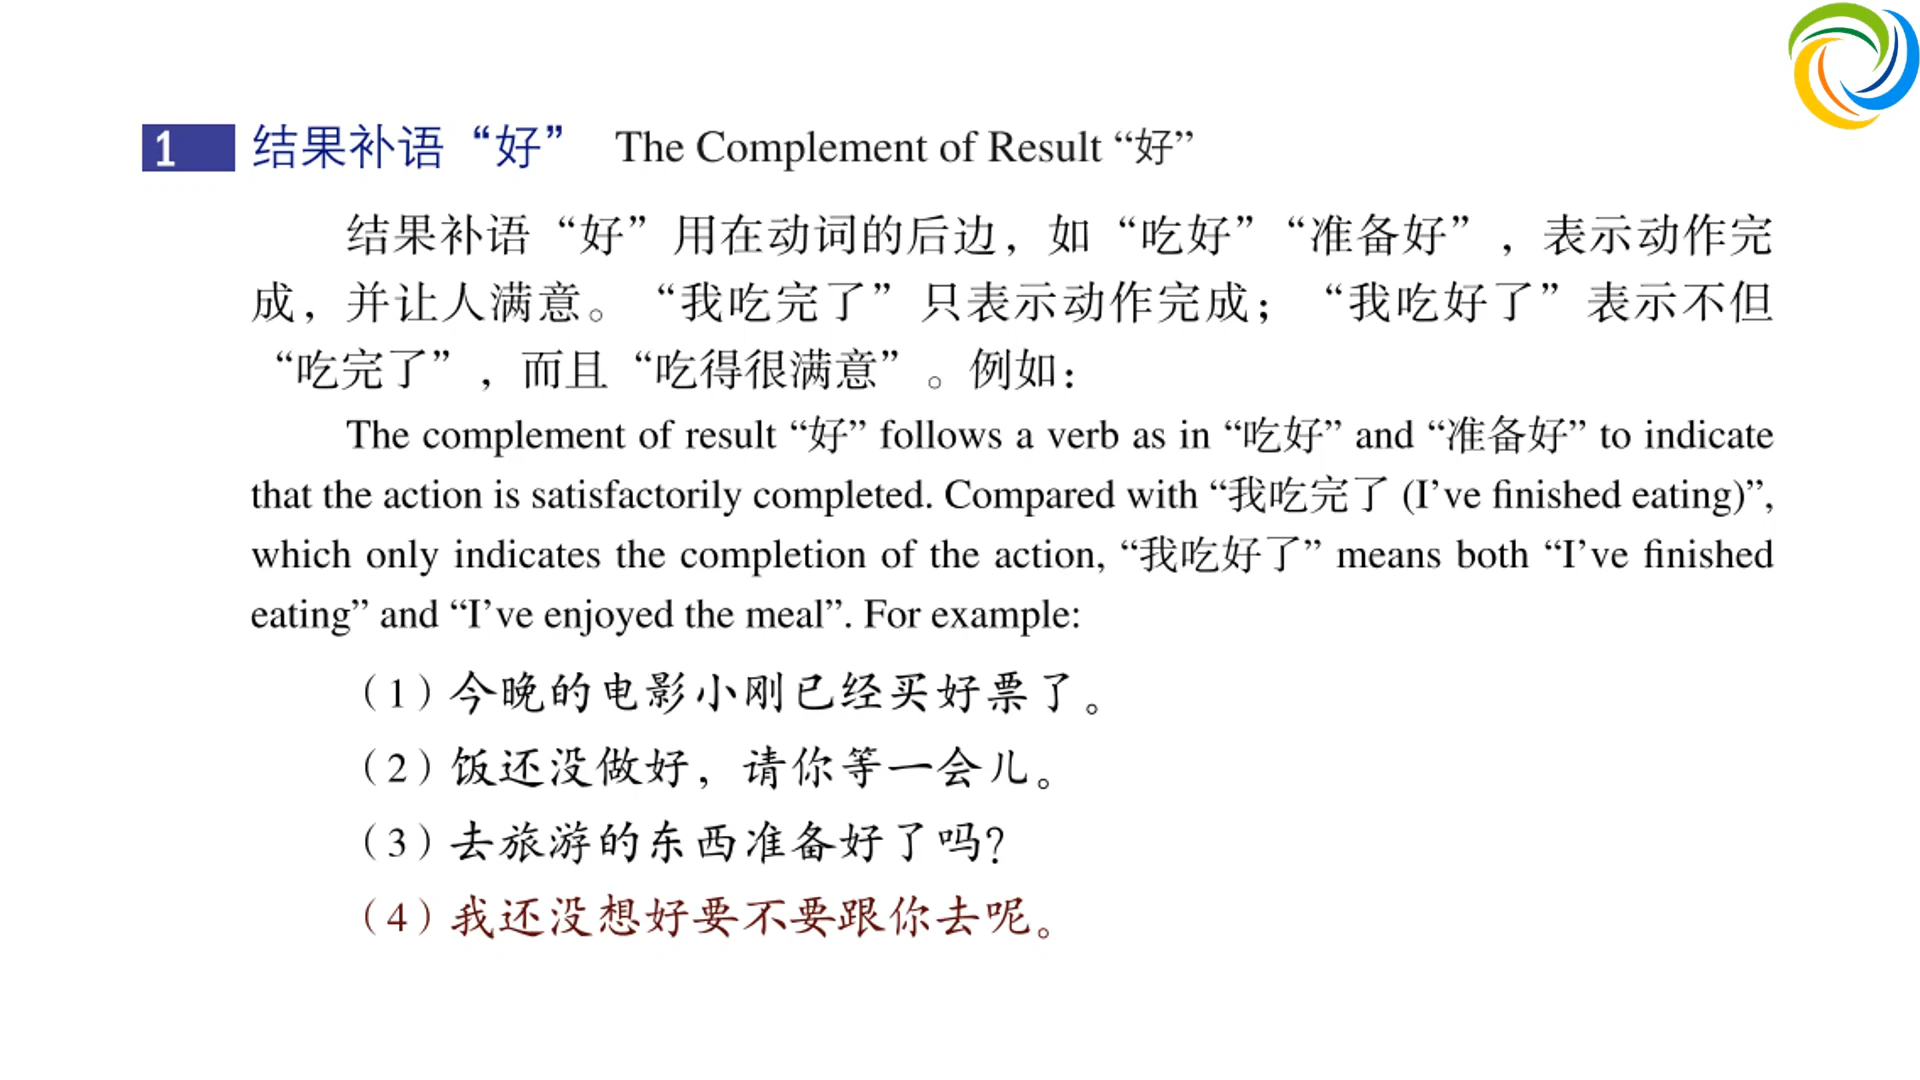 1 结果补语“好” The Complement of Result “好”
结果补语“好”用在动词的后边，如“吃好”“准备好”，表示动作完
成，并让人满意。“我吃完了”只表示动作完成；“我吃好了”表示不但
“吃完了”，而且“吃得很满意”。例如：
The complement of result “好” follows a verb as in “吃好” and “准备好” to indicate
that the action is satisfactorily completed. Compared with “我吃完了 (I’ve finished eating)”,
which only indicates the completion of the action, “我吃好了” means both “I’ve finished
eating” and “I’ve enjoyed the meal”. For example:
（1）今晚的电影小刚已经买好票了。
（2）饭还没做好，请你等一会儿。
（3）去旅游的东西准备好了吗？
（4）我还没想好要不要跟你去呢。